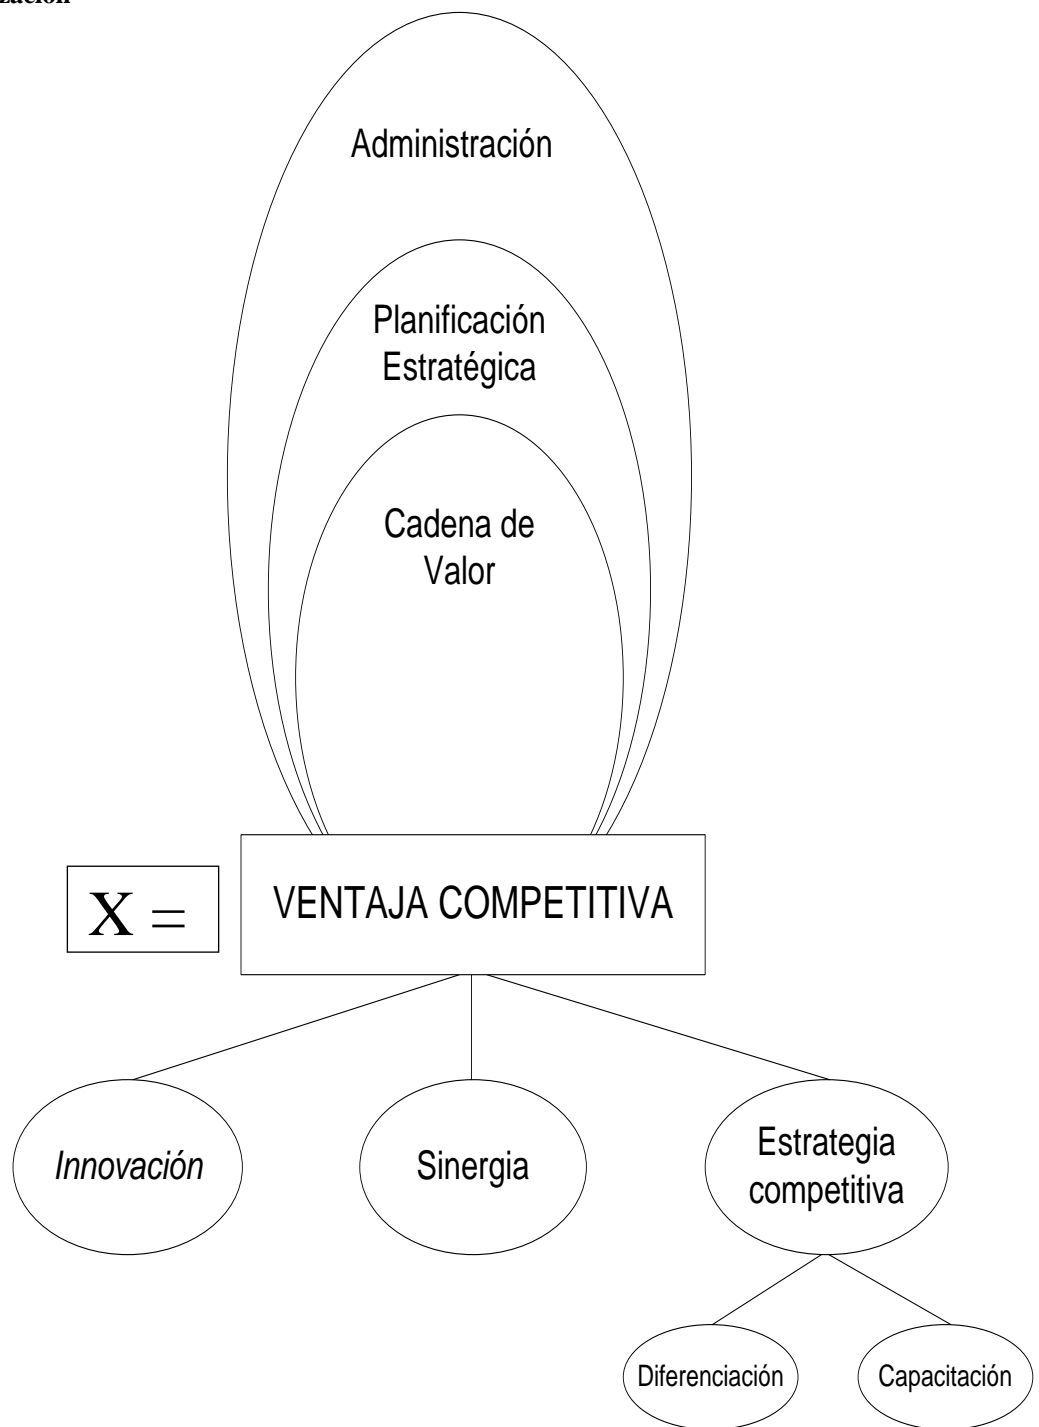 Administración
Planificación
Estratégica
Cadena de
Valor
X =
VENTAJA COMPETITIVA
Innovación
Sinergia
Estrategia
competitiva
Diferenciación
Capacitación